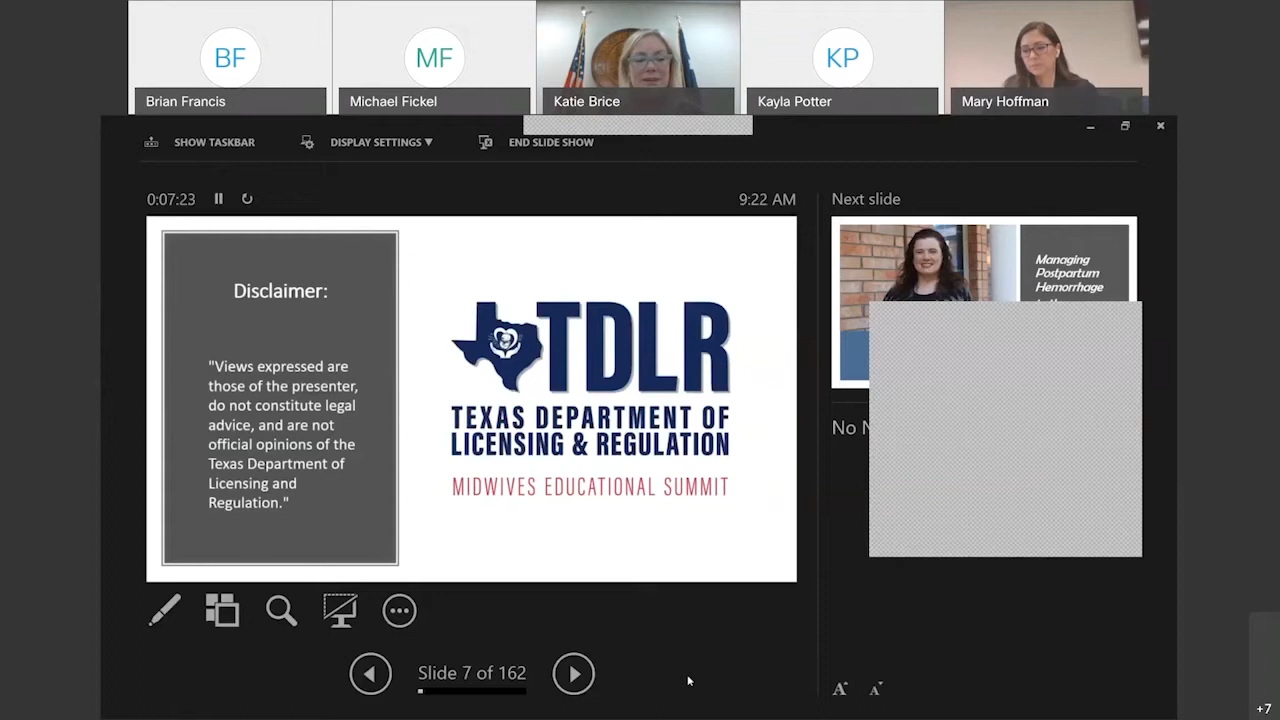 BF
MF
KP
Brian Francis
Michael Fickel
Katie Brice
Kayla Potter
Mary Hoffman
SHOW TASKBAR
DISPLAY SETTINGS ▼
END SLIDE SHOW
0:07:23
9:22 AM
Next slide
Disclaimer:
"Views expressed are
those of the presenter,
do not constitute legal
advice, and are not
official opinions of the
Texas Department of
Licensing and
Regulation."
TDLR
TEXAS DEPARTMENT OF
LICENSING & REGULATION
MIDWIVES EDUCATIONAL SUMMIT
Managing
Postpartum
Hemorrhage
No
Slide 7 of 162
A
A
+7